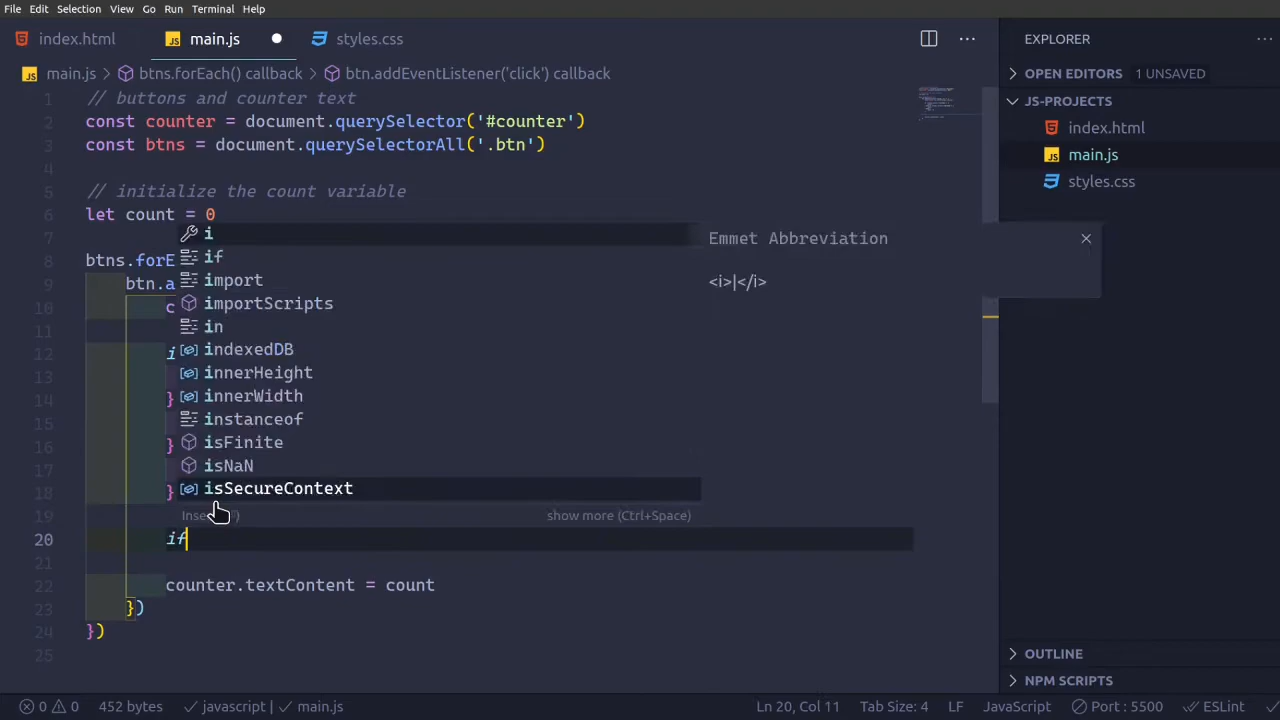 File Edit Selection View Go Run Terminal Help
index.html
JS main.js
styles.css
EXPLORER
JS main.js > btns.forEach() callback > btn.addEventListener('click') callback
OPEN EDITORS 1 UNSAVED
JS-PROJECTS
index.html
JS main.js
styles.css
1 // buttons and counter text
2 const counter = document.querySelector('#counter')
3 const btns = document.querySelectorAll('.btn')
4
5 // initialize the count variable
6 let count = 0
7
8 btns.forE
9 btn.a
10 c
11
12 i
13
14 }
15
16 }
17
18 }
19
20 if
21
22 counter.textContent = count
23 })
24 })
25
i
if
import
importScripts
in
indexedDB
innerHeight
innerWidth
instanceof
isFinite
isNaN
isSecureContext
show more (Ctrl+Space)
Emmet Abbreviation
<i>|</i>
OUTLINE
NPM SCRIPTS
0 0 452 bytes javascript | main.js Ln 20, Col 11 Tab Size: 4 LF JavaScript Port : 5500 ESLint